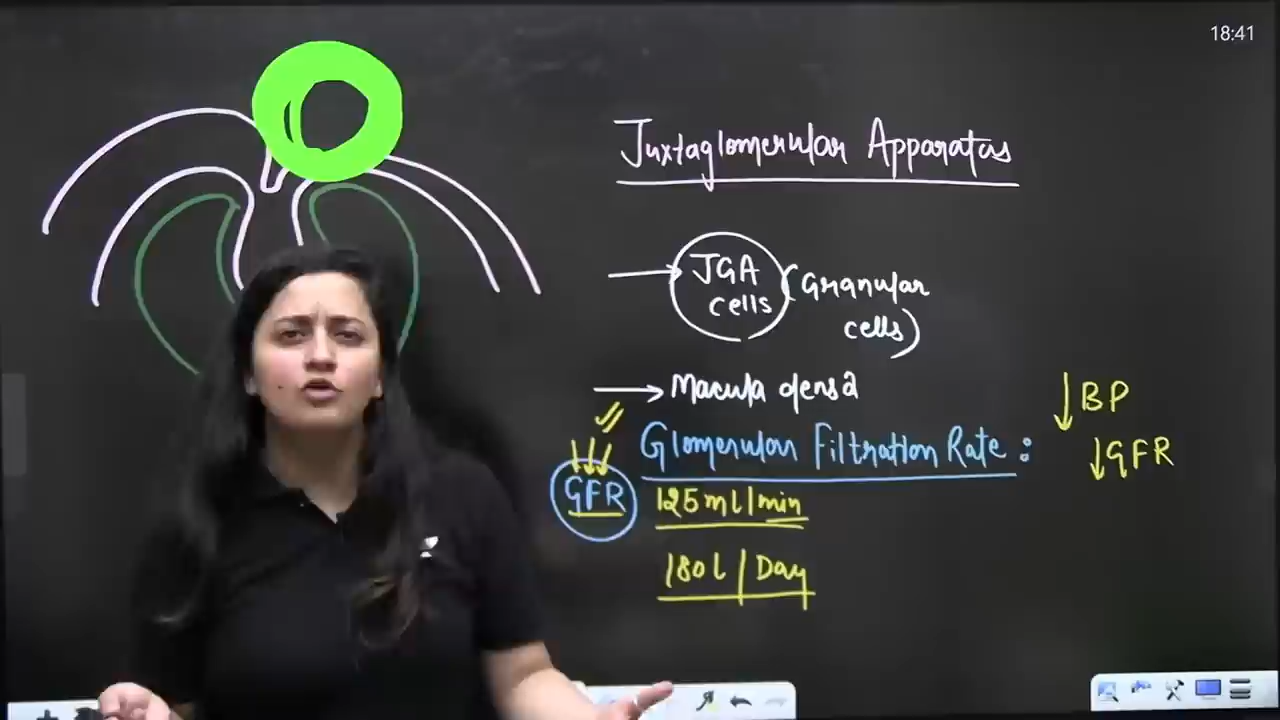 18:41
Juxtaglomerular Apparatus
→ JGA cells (Granular cells)
→ Macula densa
Glomerular Filtration Rate :
GFR 125ml/min
180l/Day
↓BP
↓GFR